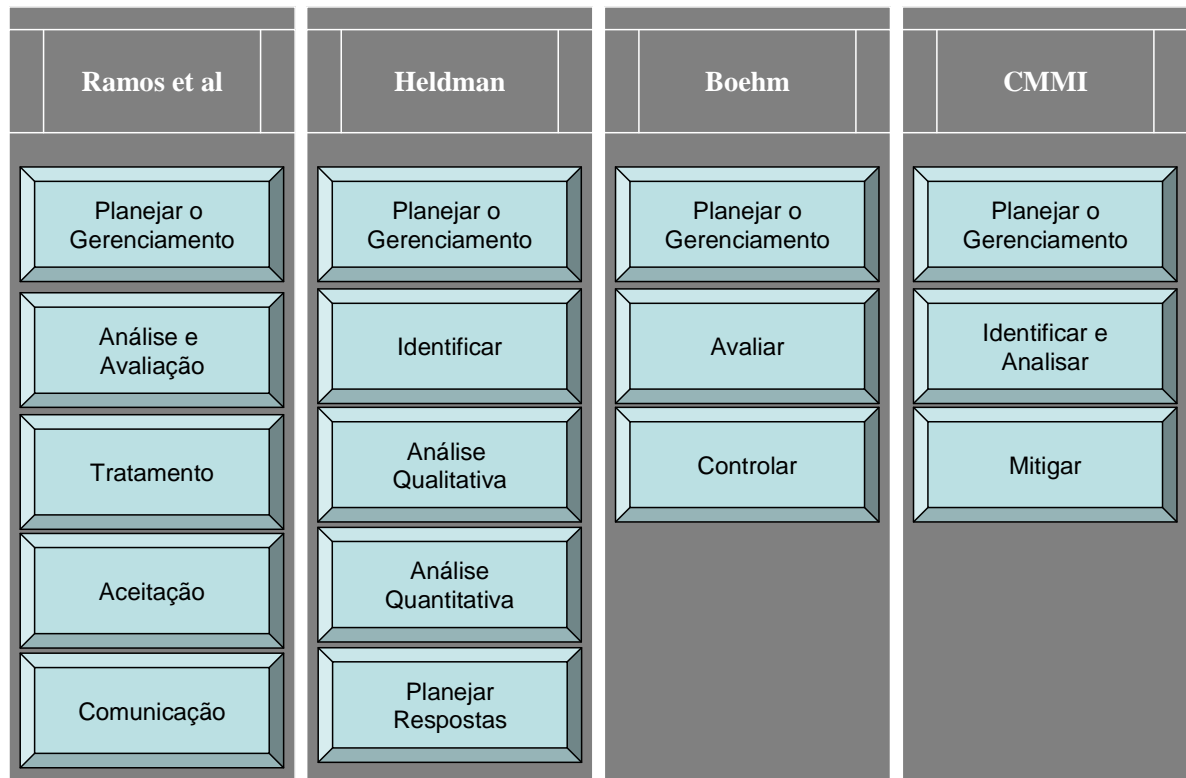 Ramos et al
Planejar o
Gerenciamento
Análise e
Avaliação
Tratamento
Aceitação
Comunicação
Heldman
Planejar o
Gerenciamento
Identificar
Análise
Qualitativa
Análise
Quantitativa
Planejar
Respostas
Boehm
Planejar o
Gerenciamento
Avaliar
Controlar
CMMI
Planejar o
Gerenciamento
Identificar e
Analisar
Mitigar